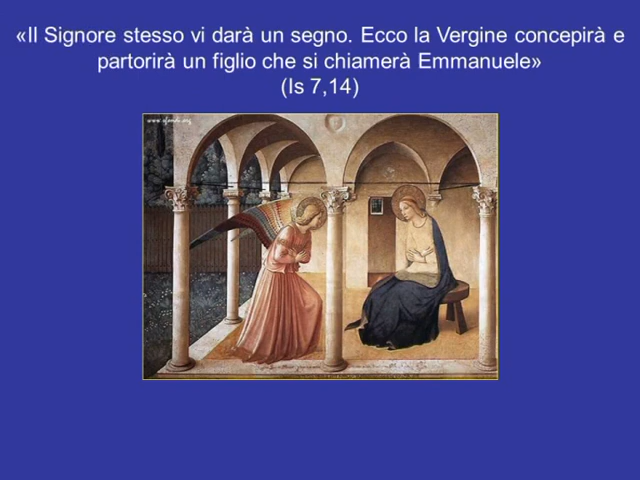 «Il Signore stesso vi darà un segno. Ecco la Vergine concepirà e
partorirà un figlio che si chiamerà Emmanuele»
(Is 7,14)